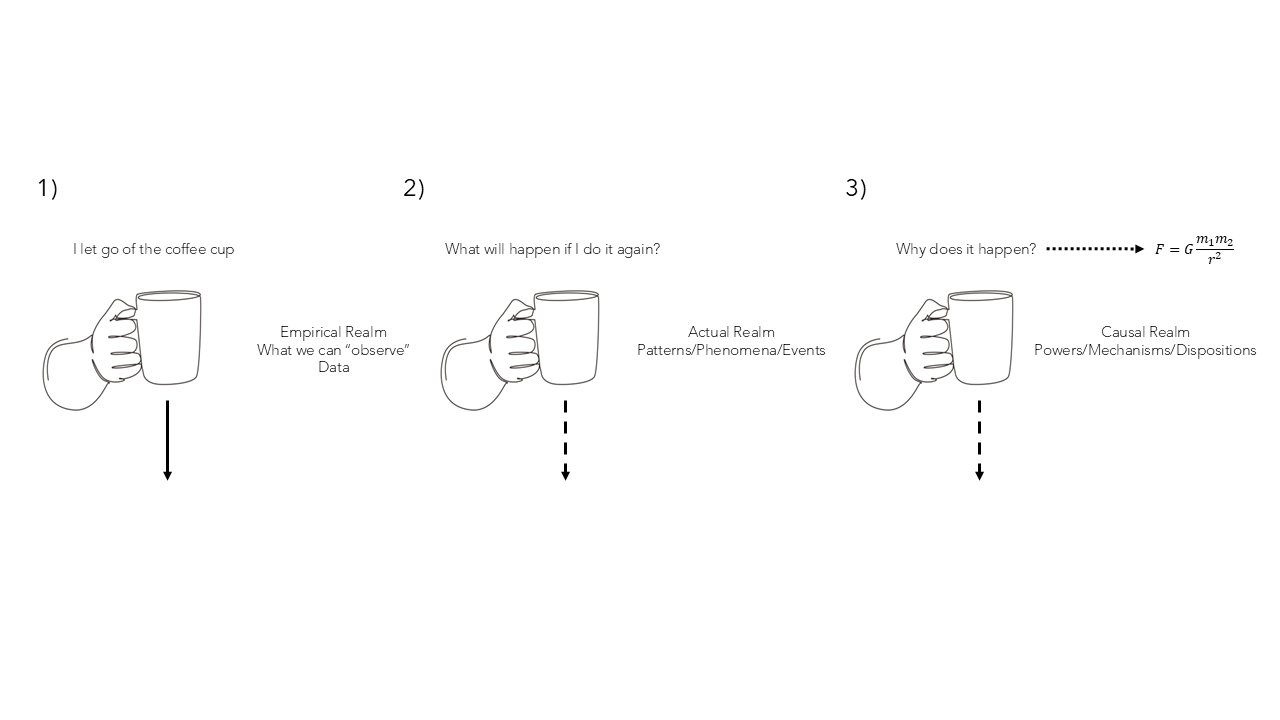 1)
I let go of the coffee cup
Empirical Realm
What we can “observe”
Data
2)
What will happen if I do it again?
Actual Realm
Patterns/Phenomena/Events
3)
Why does it happen?
F = G m₁m₂ / r²
Causal Realm
Powers/Mechanisms/Dispositions